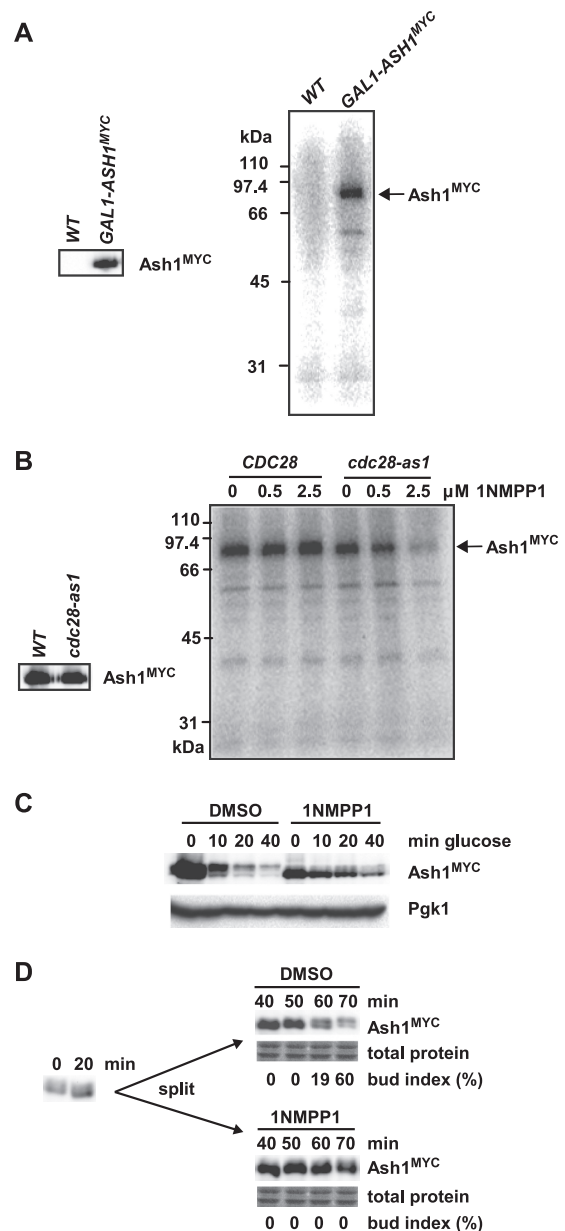 A
WT
GAL1-ASH1MYC
Ash1MYC
WT
GAL1-ASH1MYC
kDa
110
97.4
66
45
31
Ash1MYC
B
WT
cdc28-as1
Ash1MYC
CDC28 cdc28-as1
0 0.5 2.5 0 0.5 2.5 µM 1NMPP1
110
97.4
66
45
31
kDa
Ash1MYC
C
DMSO 1NMPP1
0 10 20 40 0 10 20 40 min glucose
Ash1MYC
Pgk1
D
0 20 min
split
DMSO
40 50 60 70 min
Ash1MYC
total protein
0 0 19 60 bud index (%)
1NMPP1
40 50 60 70 min
Ash1MYC
total protein
0 0 0 0 bud index (%)